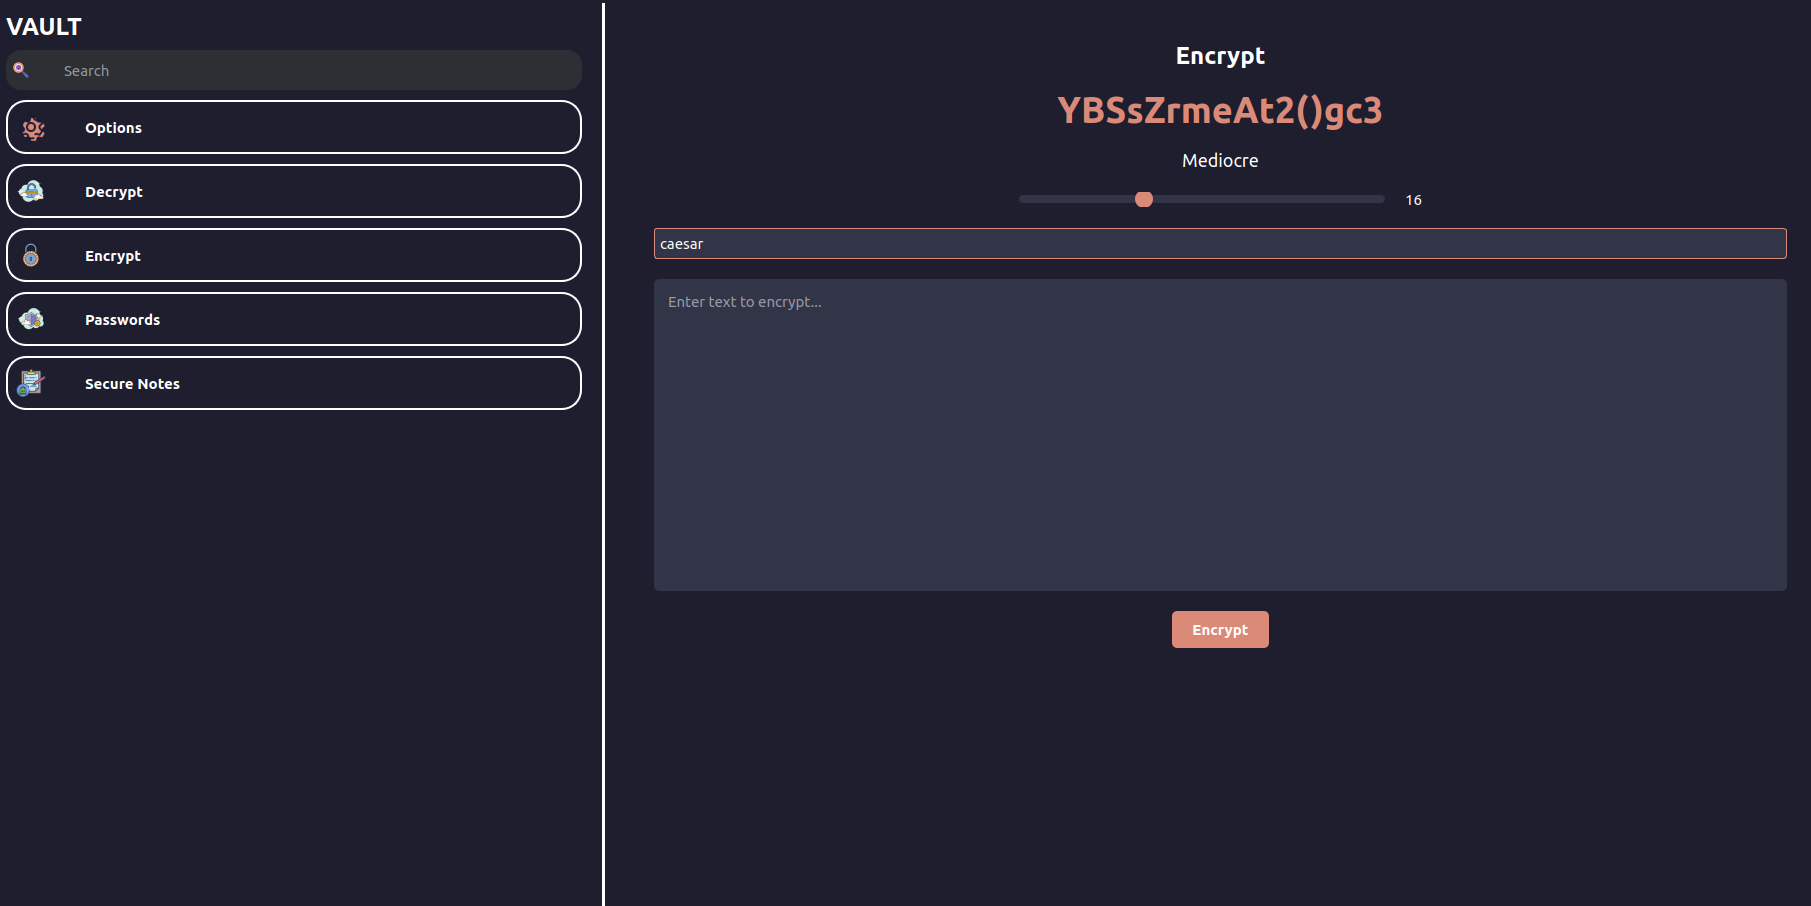 VAULT
Search
Options
Decrypt
Encrypt
Passwords
Secure Notes
Encrypt
YBSsZrmeAt2()gc3
Mediocre
16
caesar
Enter text to encrypt...
Encrypt